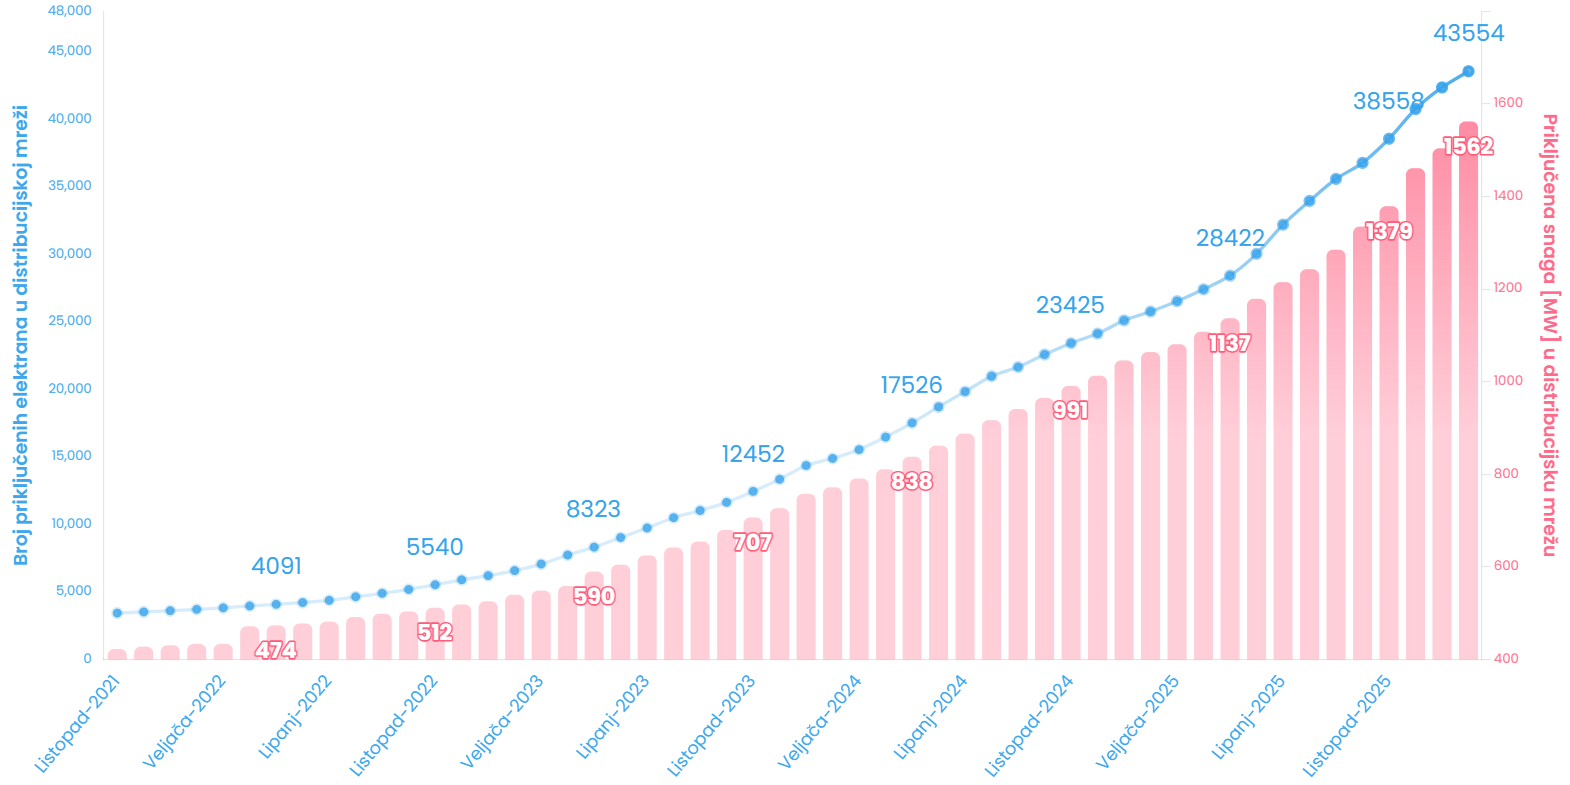 Broj priključenih elektrana u distribucijskoj mreži
48,000
45,000
40,000
35,000
30,000
25,000
20,000
15,000
10,000
5,000
0
4091
5540
8323
12452
17526
23425
28422
38558
43554
474
512
590
707
838
991
1137
1379
1562
1600
1400
1200
1000
800
600
400
Priključena snaga [MW] u distribucijsku mrežu
Listopad-2021
Veljača-2022
Lipanj-2022
Listopad-2022
Veljača-2023
Lipanj-2023
Listopad-2023
Veljača-2024
Lipanj-2024
Listopad-2024
Veljača-2025
Lipanj-2025
Listopad-2025